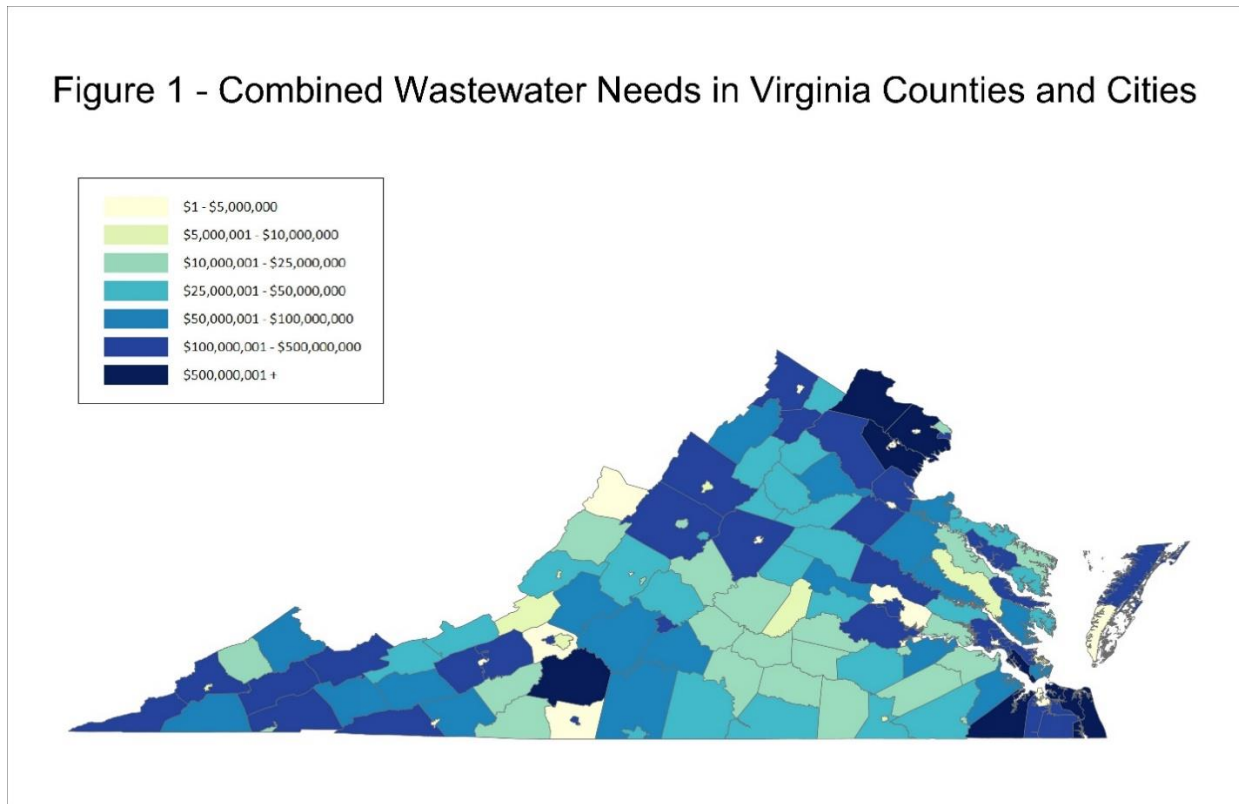 Figure 1 - Combined Wastewater Needs in Virginia Counties and Cities
$1 - $5,000,000
$5,000,001 - $10,000,000
$10,000,001 - $25,000,000
$25,000,001 - $50,000,000
$50,000,001 - $100,000,000
$100,000,001 - $500,000,000
$500,000,001 +